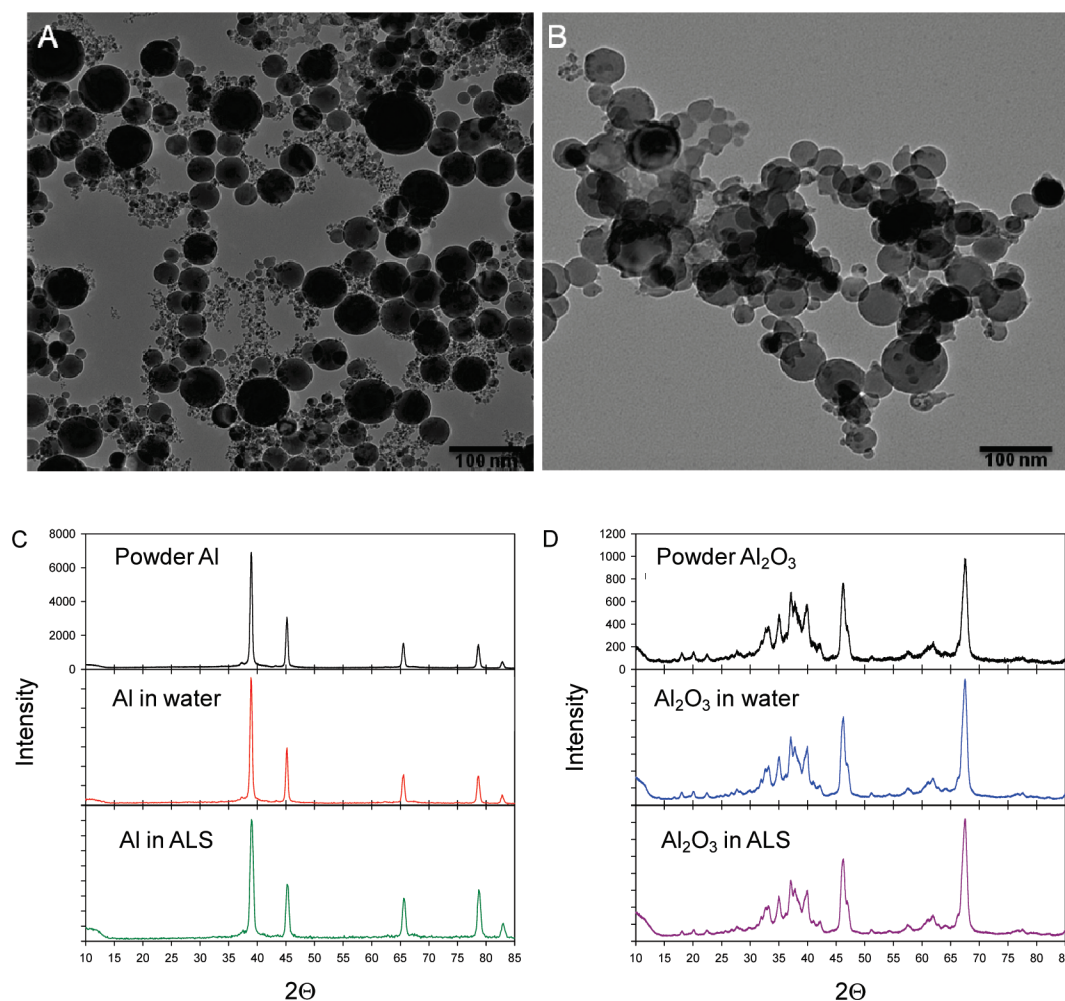 A
B
100 nm
100 nm
C
D
8000
6000
4000
2000
0
Powder Al
Al in water
Al in ALS
Intensity
10 15 20 25 30 35 40 45 50 55 60 65 70 75 80 85
2Θ
1200
1000
800
600
400
200
0
Powder Al₂O₃
Al₂O₃ in water
Al₂O₃ in ALS
Intensity
10 15 20 25 30 35 40 45 50 55 60 65 70 75 80
2Θ